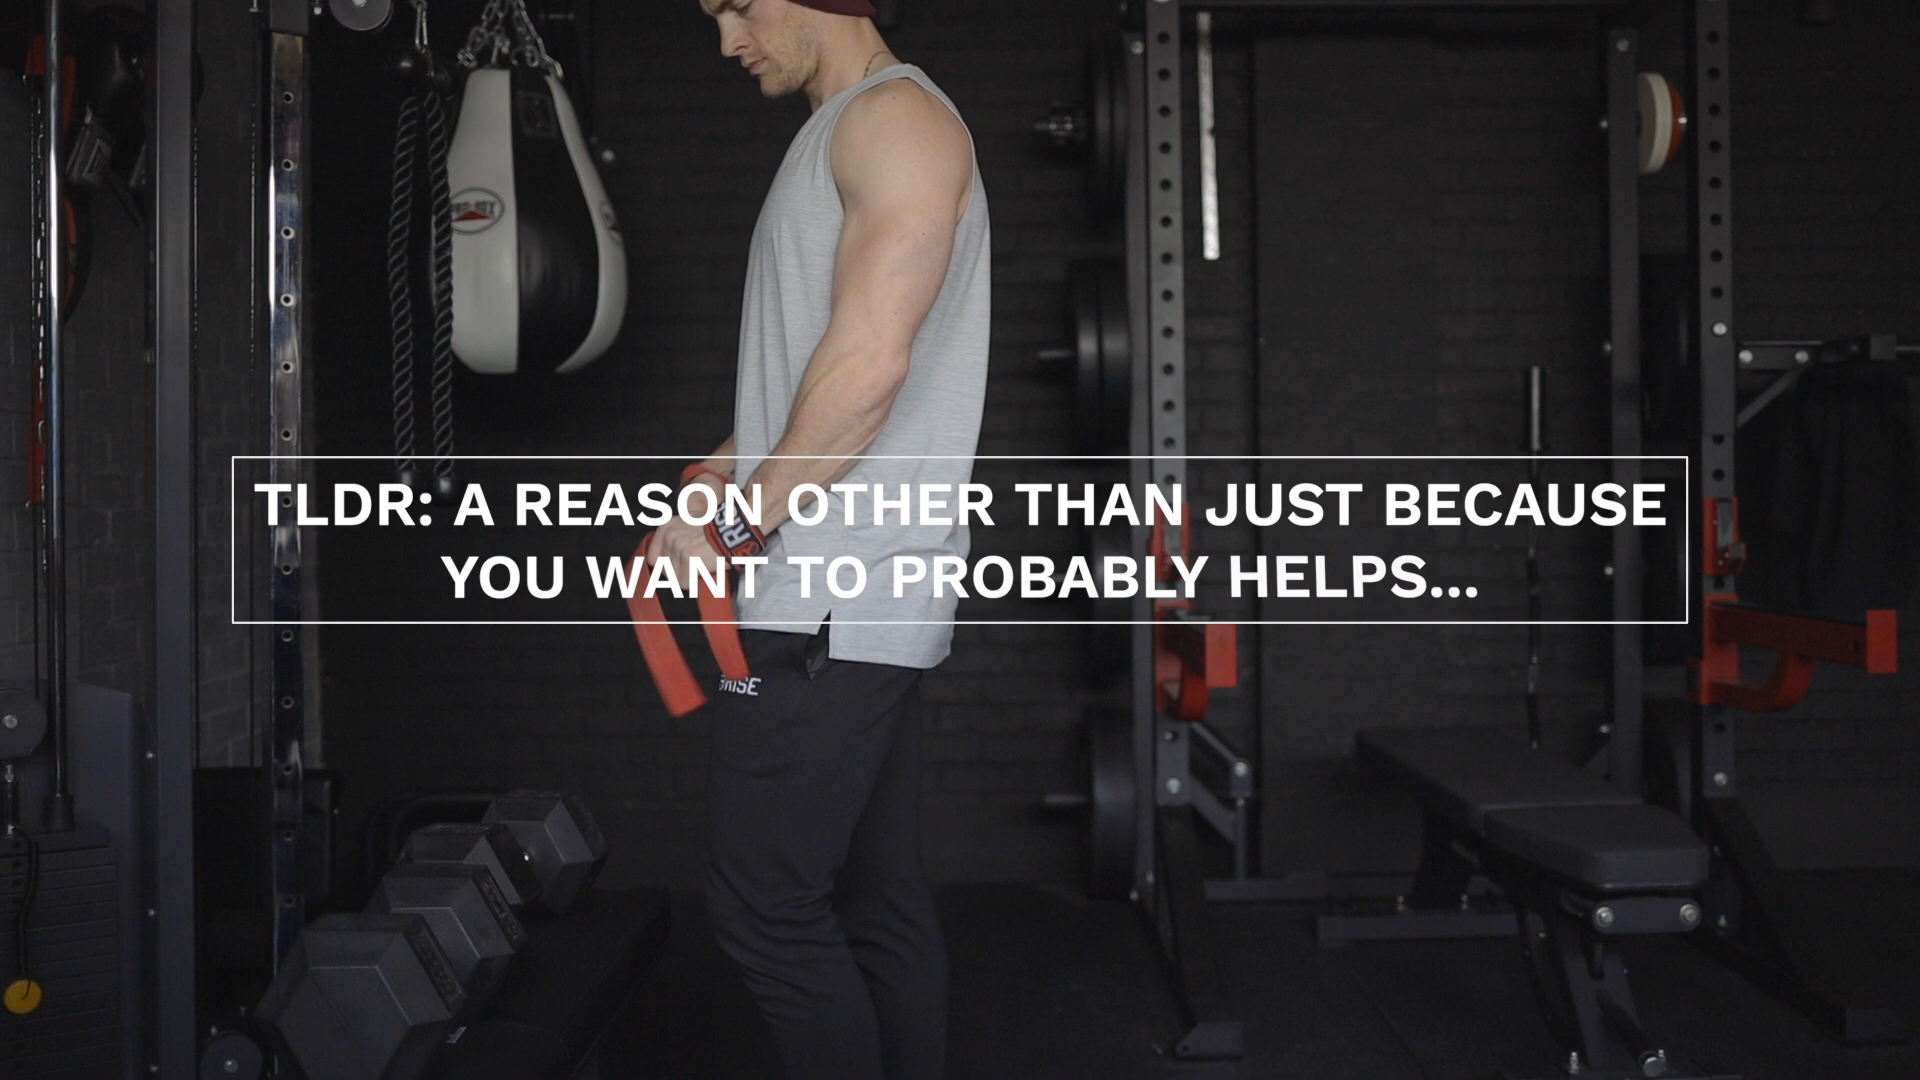 TLDR: A REASON OTHER THAN JUST BECAUSE
YOU WANT TO PROBABLY HELPS...